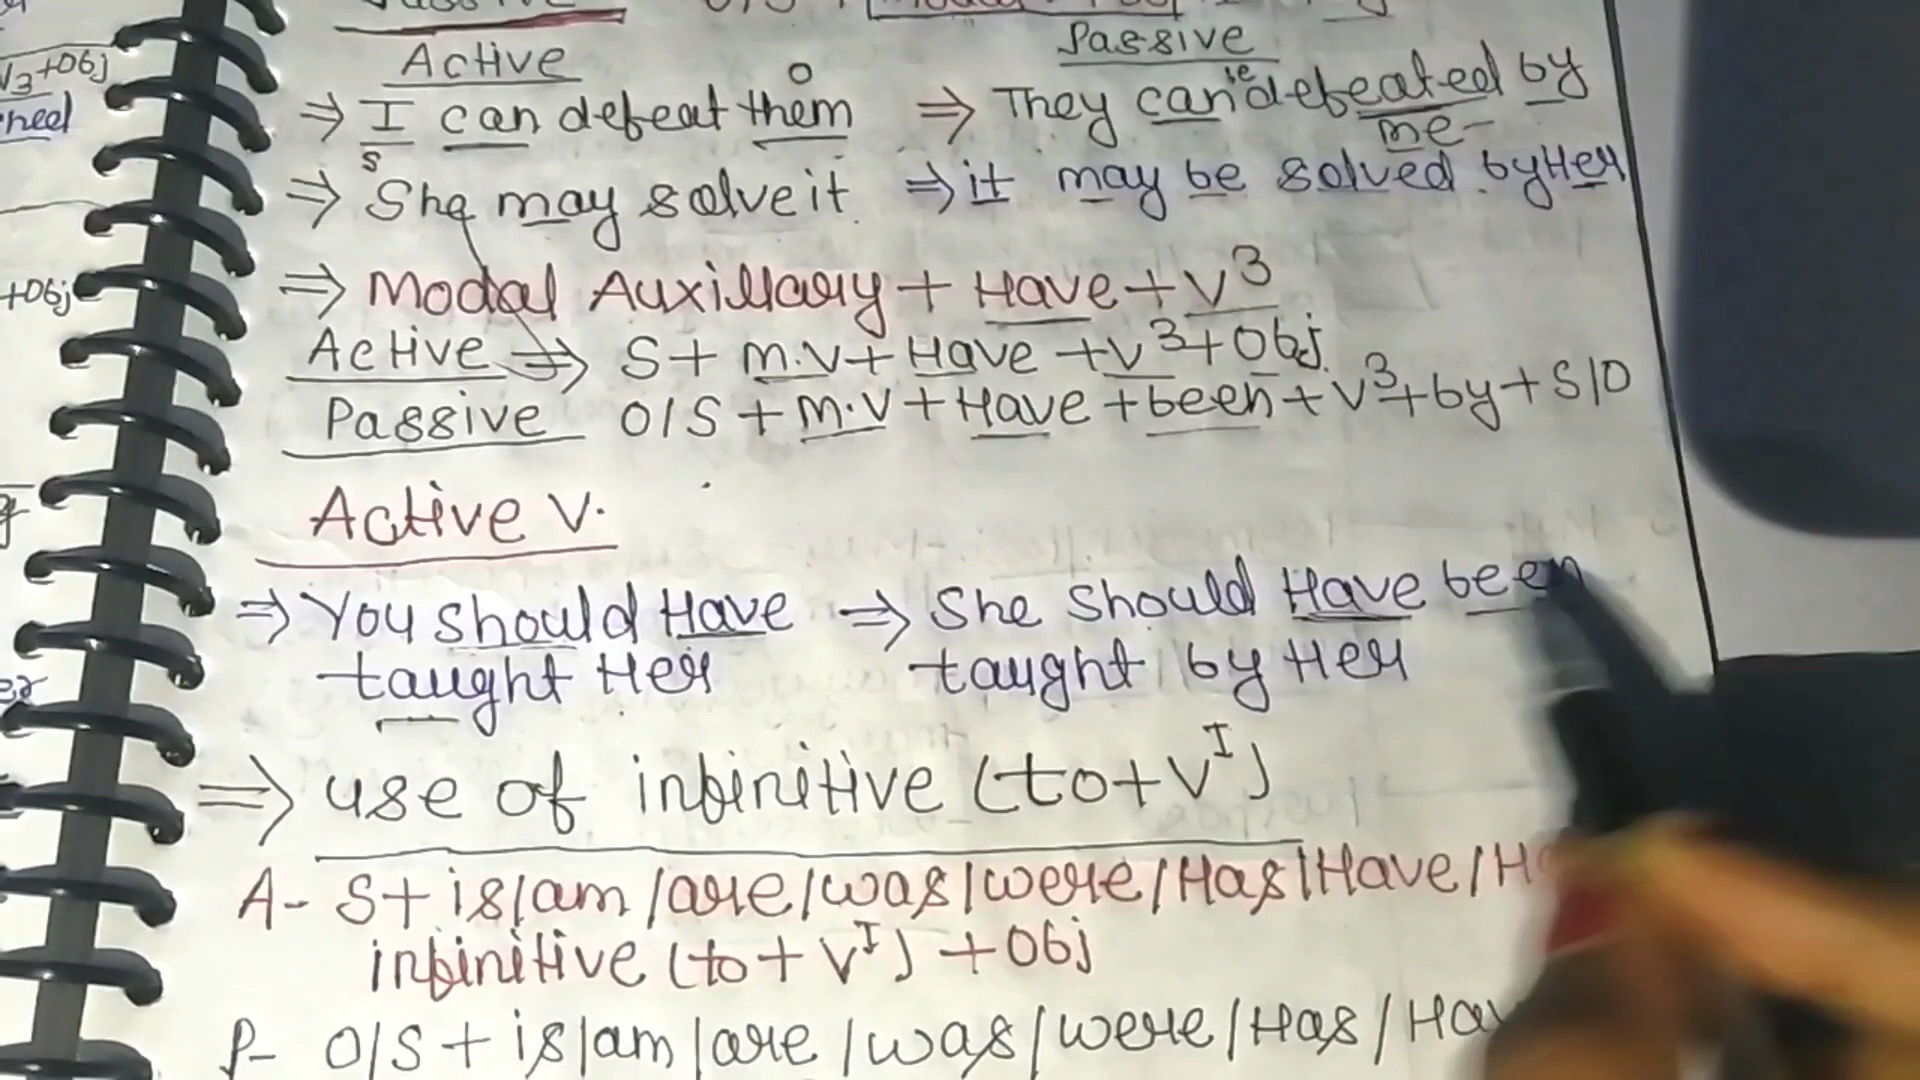 V3+Obj
Active Passive
⇒ I can defeat them ⇒ They can be defeated by me
O
S
⇒ She may solve it. ⇒ it may be solved by Her
⇒ Modal Auxillary + Have + V3
+Obj
Active ⇒ S + m.v + Have + V3 + Obj.
Passive O/S + m.v + Have + been + V3 + by + S/O
Active V.
⇒ You should Have ⇒ She should Have been
taught Her taught by Her
⇒ use of infinitive (to + V I)
A- S + is/am/are/was/were/Has/Have/
infinitive (to + V I) + Obj
P- O/S + is/am/are/was/were/Has/